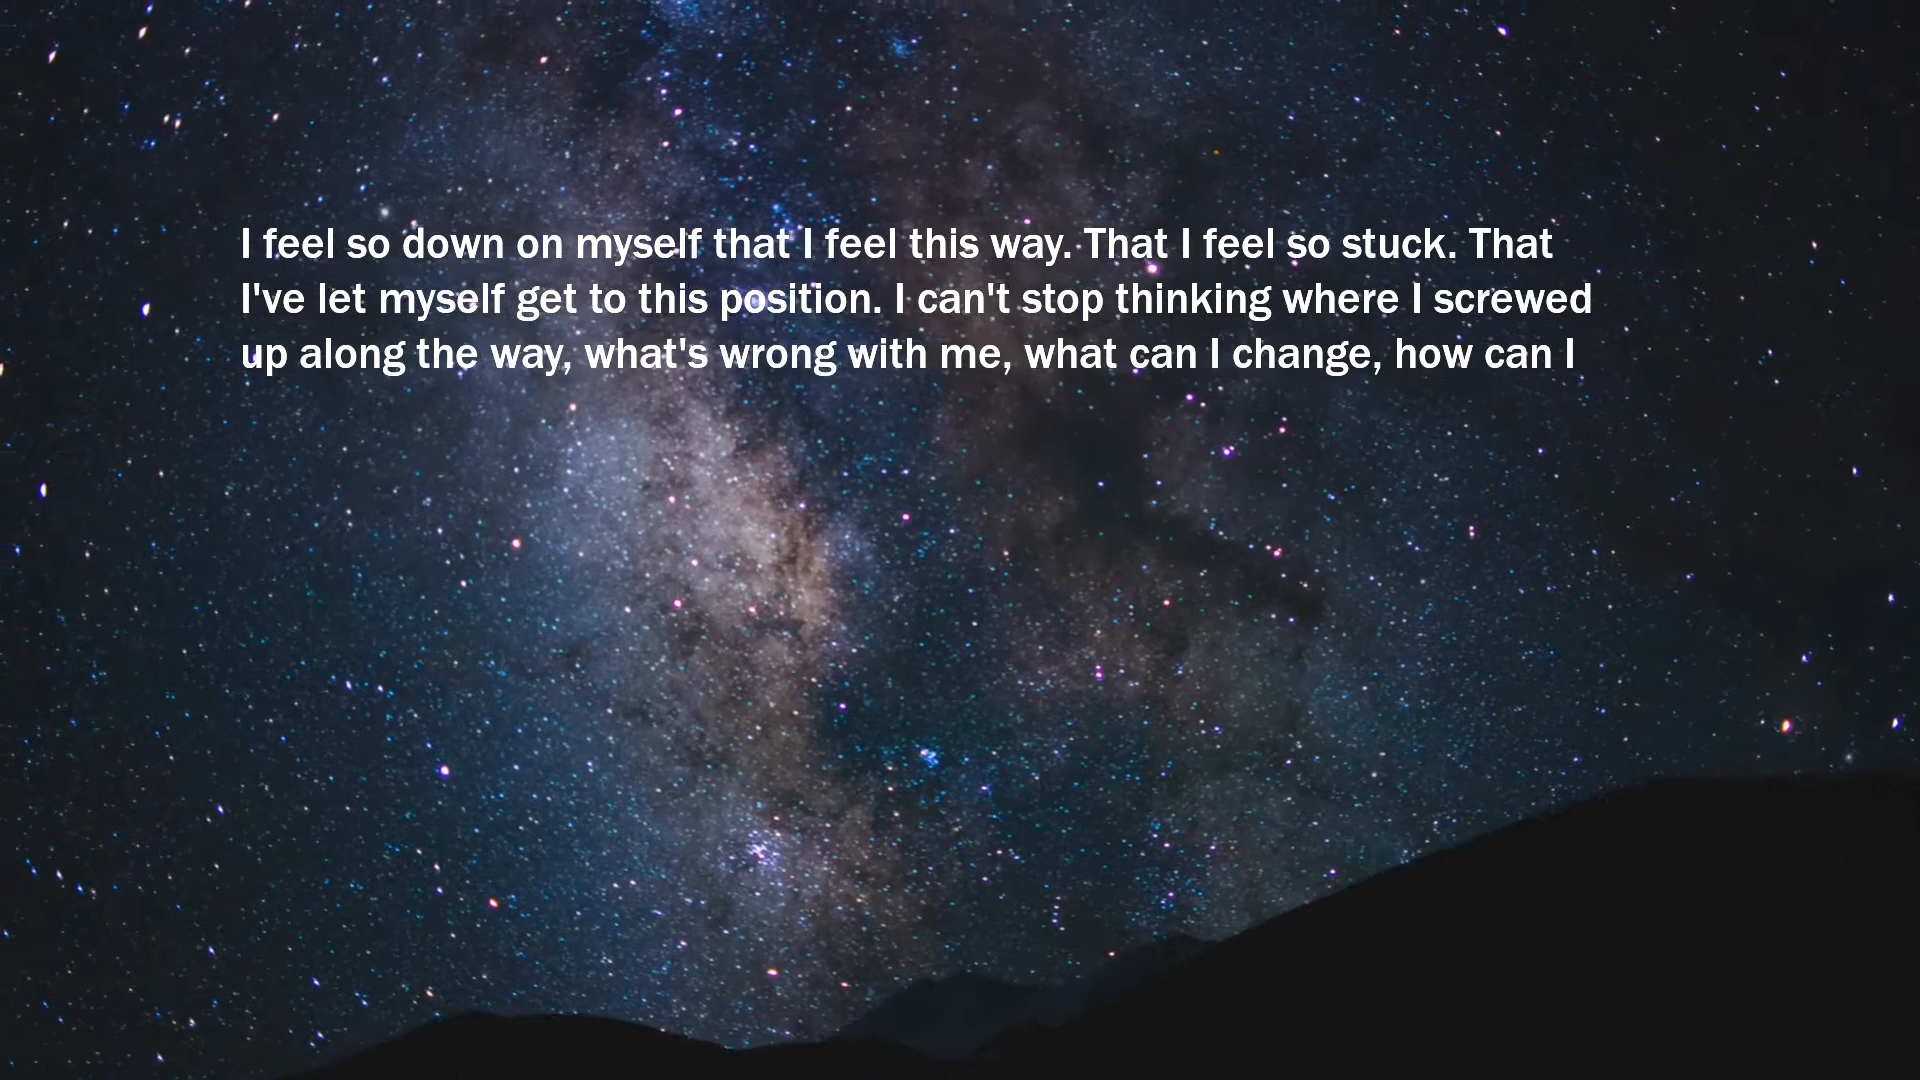 I feel so down on myself that I feel this way. That I feel so stuck. That
I've let myself get to this position. I can't stop thinking where I screwed
up along the way, what's wrong with me, what can I change, how can I